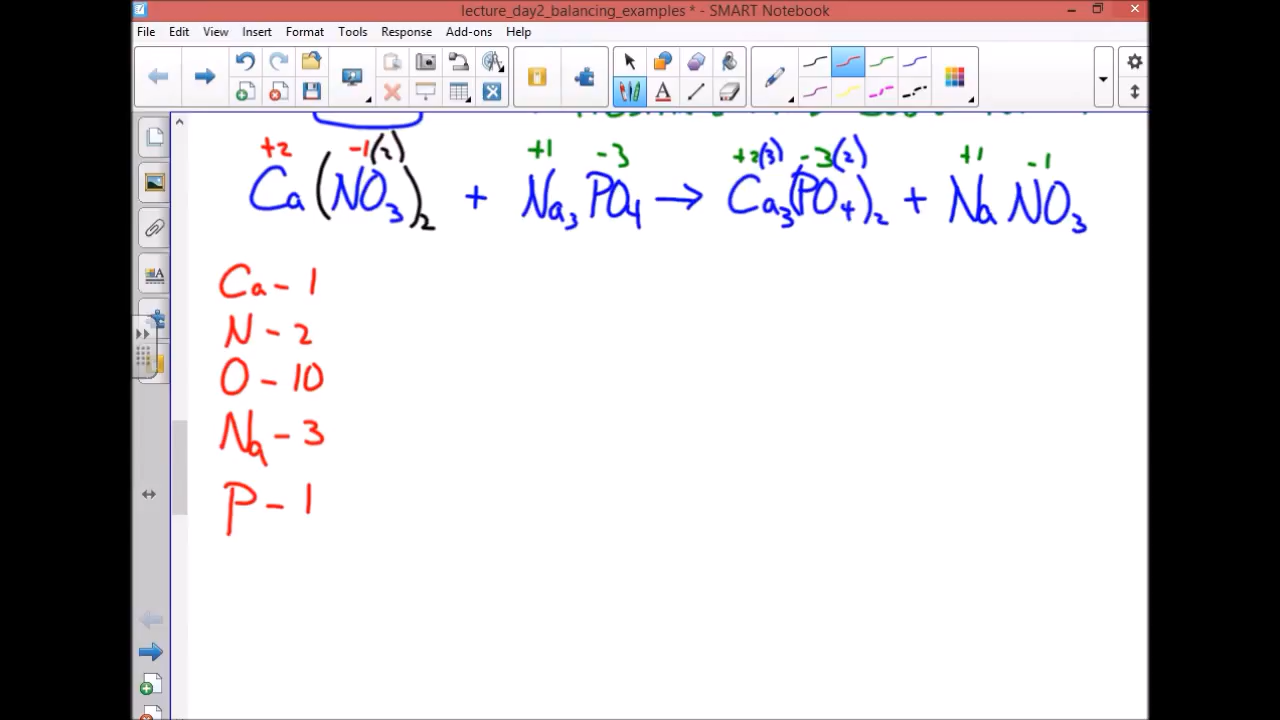 lecture_day2_balancing_examples * - SMART Notebook
File Edit View Insert Format Tools Response Add-ons Help
+2 -1(2) +1 -3 +2(3) -3(2) +1 -1
Ca(NO₃)₂ + Na₃PO₄ → Ca₃(PO₄)₂ + NaNO₃
Ca - 1
N - 2
O - 10
Na - 3
P - 1